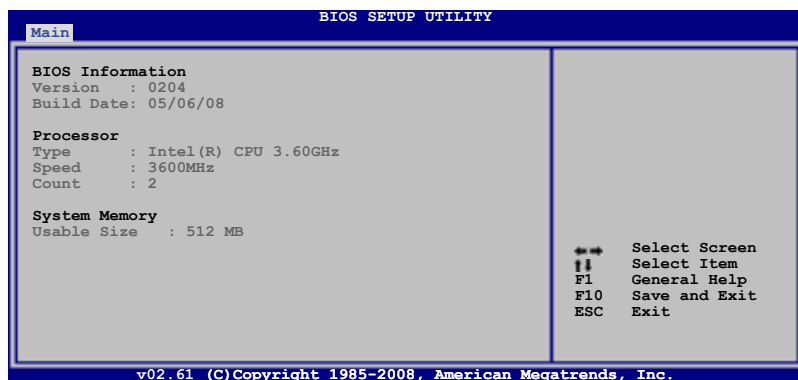 BIOS SETUP UTILITY
Main
BIOS Information
Version : 0204
Build Date: 05/06/08
Processor
Type : Intel(R) CPU 3.60GHz
Speed : 3600MHz
Count : 2
System Memory
Usable Size : 512 MB
←→ Select Screen
↑↓ Select Item
F1 General Help
F10 Save and Exit
ESC Exit
v02.61 (C)Copyright 1985-2008, American Megatrends, Inc.